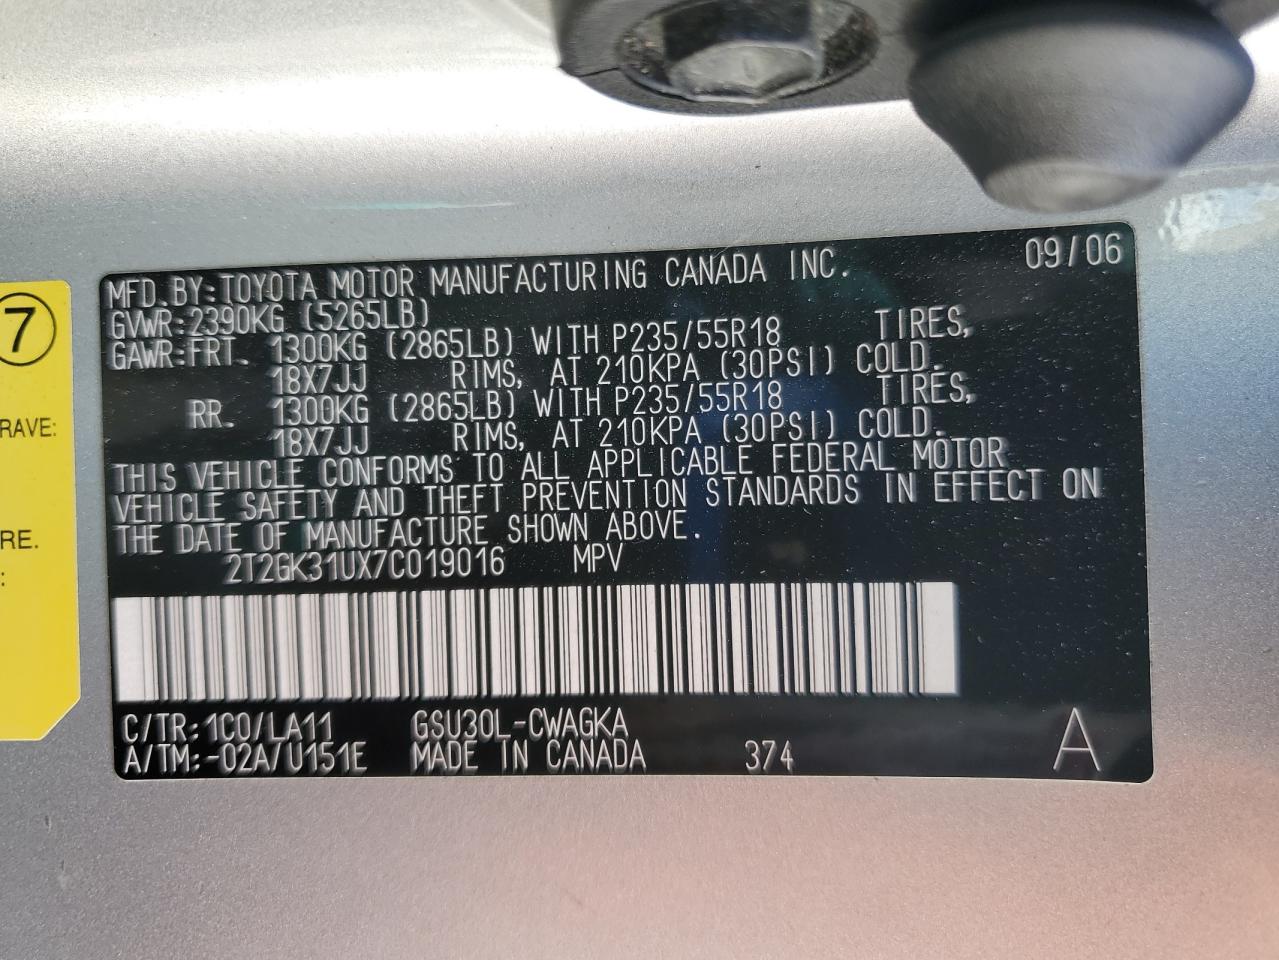 MFD.BY:TOYOTA MOTOR MANUFACTURING CANADA INC. 09/06
GVWR:2390KG (5265LB)
GAWR:FRT. 1300KG (2865LB) WITH P235/55R18 TIRES,
18X7JJ RIMS, AT 210KPA (30PSI) COLD.
RR. 1300KG (2865LB) WITH P235/55R18 TIRES,
18X7JJ RIMS, AT 210KPA (30PSI) COLD.
THIS VEHICLE CONFORMS TO ALL APPLICABLE FEDERAL MOTOR
VEHICLE SAFETY AND THEFT PREVENTION STANDARDS IN EFFECT ON
THE DATE OF MANUFACTURE SHOWN ABOVE.
2T2GK31UX7C019016 MPV
C/TR:1C0/LA11 GSU30L-CWAGKA
A/TM:-02A/U151E MADE IN CANADA 374 A
7
RAVE:
RE.
: